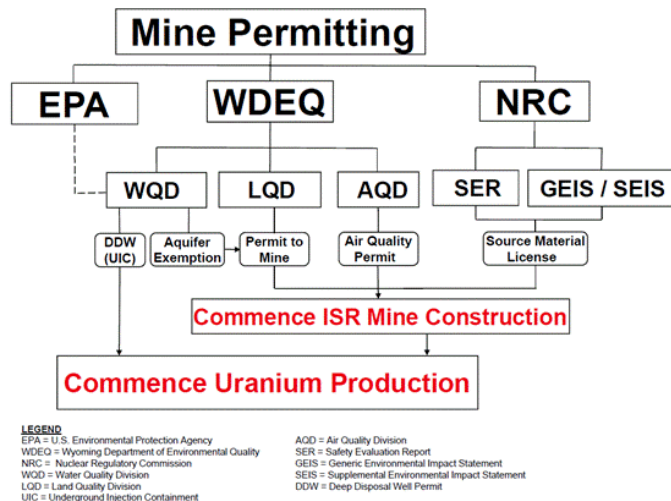 Mine Permitting
EPA
WDEQ
NRC
WQD
LQD
AQD
SER
GEIS / SEIS
DDW
(UIC)
Aquifer
Exemption
Permit to
Mine
Air Quality
Permit
Source Material
License
Commence ISR Mine Construction
Commence Uranium Production
LEGEND
EPA = U.S. Environmental Protection Agency
WDEQ = Wyoming Department of Environmental Quality
NRC = Nuclear Regulatory Commission
WQD = Water Quality Division
LQD = Land Quality Division
UIC = Underground Injection Containment
AQD = Air Quality Division
SER = Safety Evaluation Report
GEIS = Generic Environmental Impact Statement
SEIS = Supplemental Environmental Impact Statement
DDW = Deep Disposal Well Permit